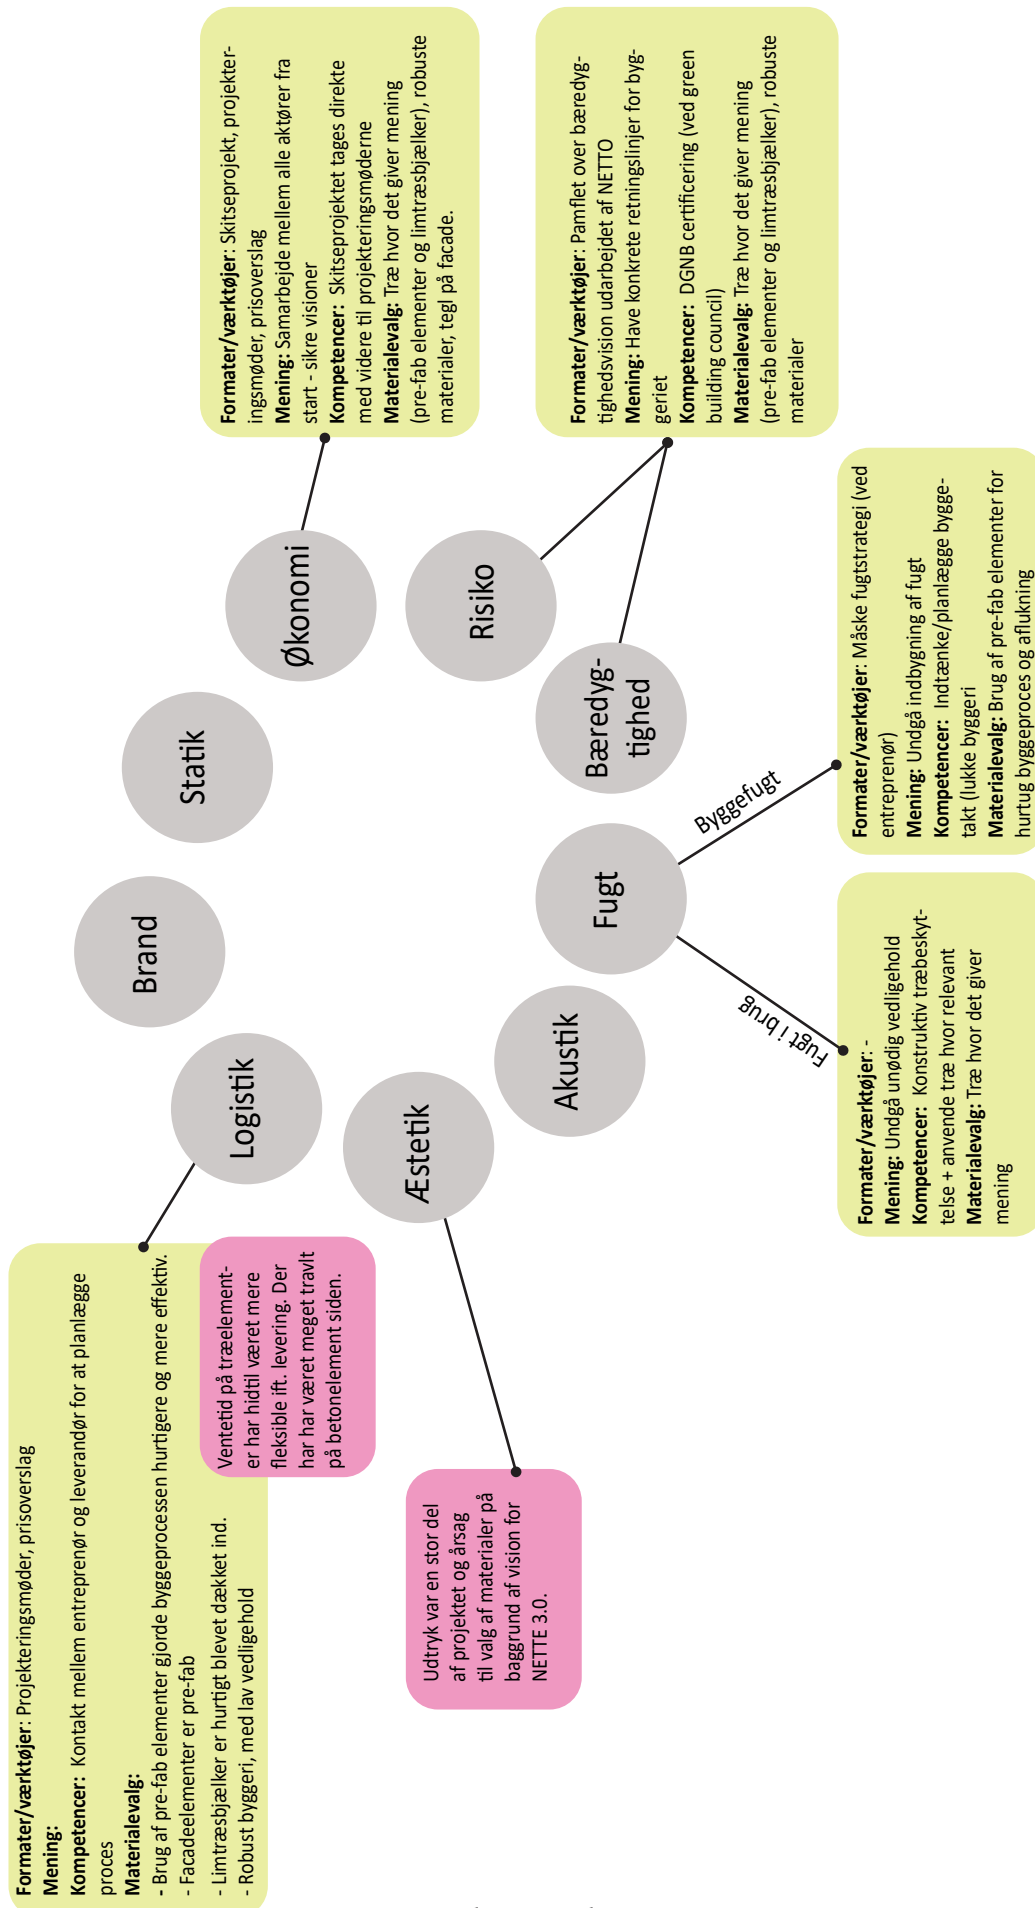 Formater/værktøjer: Projekteringsmøder, prisoverslag
Mening:
Kompetencer: Kontakt mellem entreprenør og leverandør for at planlægge
proces
Materialevalg:
- Brug af pre-fab elementer gjorde byggeprocessen hurtigere og mere effektiv.
- Facadeelementer er pre-fab
- Limtræsbjælker er hurtigt blevet dækket ind.
- Robust byggeri, med lav vedligehold
Ventetid på træelement-
er har hidtil været mere
fleksible ift. levering. Der
har har været meget travlt
på betonelement siden.
Udtryk var en stor del
af projektet og årsag
til valg af materialer på
baggrund af vision for
NETTE 3.0.
Logistik
Brand
Statik
Økonomi
Risiko
Bæredyg-
tighed
Fugt
Akustik
Æstetik
Formater/værktøjer: Skitseprojekt, projekter-
ingsmøder, prisoverslag
Mening: Samarbejde mellem alle aktører fra
start - sikre visioner
Kompetencer: Skitseprojektet tages direkte
med videre til projekteringsmøderne
Materialevalg: Træ hvor det giver mening
(pre-fab elementer og limtræsbjælker), robuste
materialer, tegl på facade.
Formater/værktøjer: Pamflet over bæredyg-
tighedsvision udarbejdet af NETTO
Mening: Have konkrete retningslinjer for byg-
geriet
Kompetencer: DGNB certificering (ved green
building council)
Materialevalg: Træ hvor det giver mening
(pre-fab elementer og limtræsbjælker), robuste
materialer
Byggefugt
Formater/værktøjer: Måske fugtstrategi (ved
entreprenør)
Mening: Undgå indbygning af fugt
Kompetencer: Indtænke/planlægge bygge-
takt (lukke byggeri
Materialevalg: Brug af pre-fab elementer for
hurtug byggeproces og aflukning
Fugt i brug
Formater/værktøjer: -
Mening: Undgå unødig vedligehold
Kompetencer: Konstruktiv træbeskyt-
telse + anvende træ hvor relevant
Materialevalg: Træ hvor det giver
mening